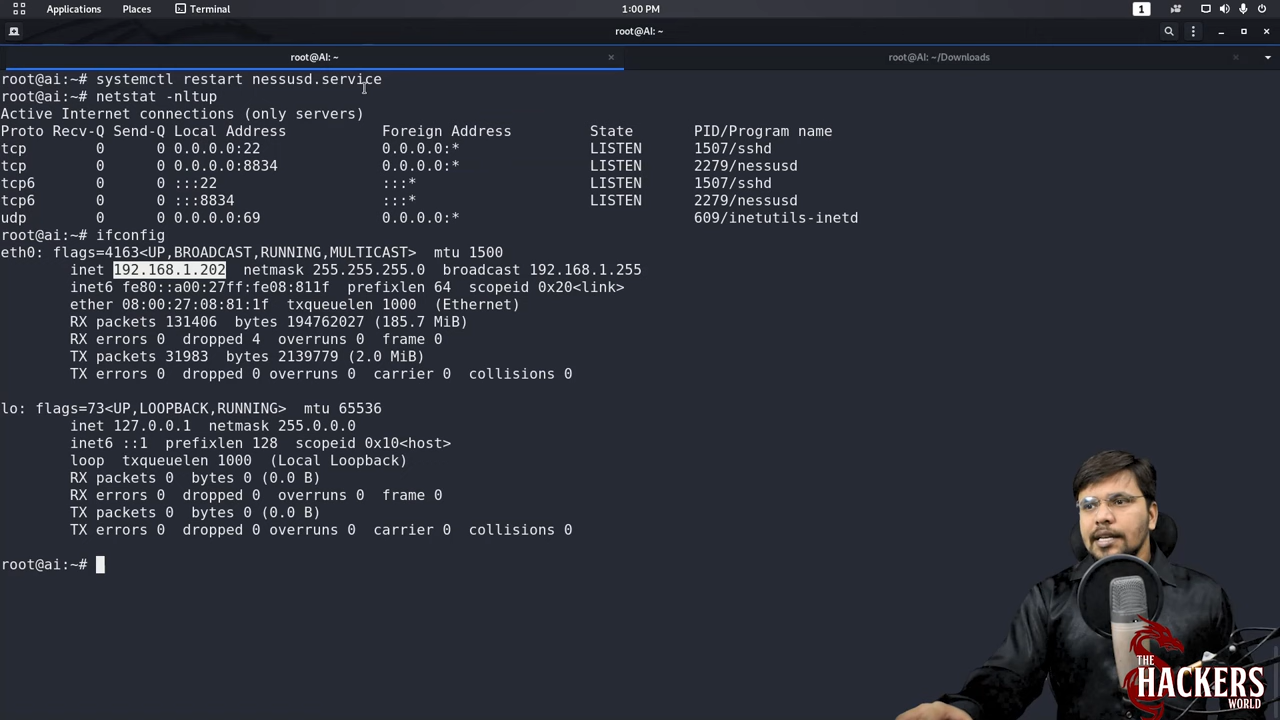 Applications Places Terminal 1:00 PM 1
root@AI: ~
root@AI: ~ × root@AI: ~/Downloads ×
root@ai:~# systemctl restart nessusd.service
root@ai:~# netstat -nltup
Active Internet connections (only servers)
Proto Recv-Q Send-Q Local Address Foreign Address State PID/Program name
tcp 0 0 0.0.0.0:22 0.0.0.0:* LISTEN 1507/sshd
tcp 0 0 0.0.0.0:8834 0.0.0.0:* LISTEN 2279/nessusd
tcp6 0 0 :::22 :::* LISTEN 1507/sshd
tcp6 0 0 :::8834 :::* LISTEN 2279/nessusd
udp 0 0 0.0.0.0:69 0.0.0.0:* 609/inetutils-inetd
root@ai:~# ifconfig
eth0: flags=4163<UP,BROADCAST,RUNNING,MULTICAST> mtu 1500
inet 192.168.1.202 netmask 255.255.255.0 broadcast 192.168.1.255
inet6 fe80::a00:27ff:fe08:811f prefixlen 64 scopeid 0x20<link>
ether 08:00:27:08:81:1f txqueuelen 1000 (Ethernet)
RX packets 131406 bytes 194762027 (185.7 MiB)
RX errors 0 dropped 4 overruns 0 frame 0
TX packets 31983 bytes 2139779 (2.0 MiB)
TX errors 0 dropped 0 overruns 0 carrier 0 collisions 0
lo: flags=73<UP,LOOPBACK,RUNNING> mtu 65536
inet 127.0.0.1 netmask 255.0.0.0
inet6 ::1 prefixlen 128 scopeid 0x10<host>
loop txqueuelen 1000 (Local Loopback)
RX packets 0 bytes 0 (0.0 B)
RX errors 0 dropped 0 overruns 0 frame 0
TX packets 0 bytes 0 (0.0 B)
TX errors 0 dropped 0 overruns 0 carrier 0 collisions 0
root@ai:~#
THE
HACKERS
WORLD